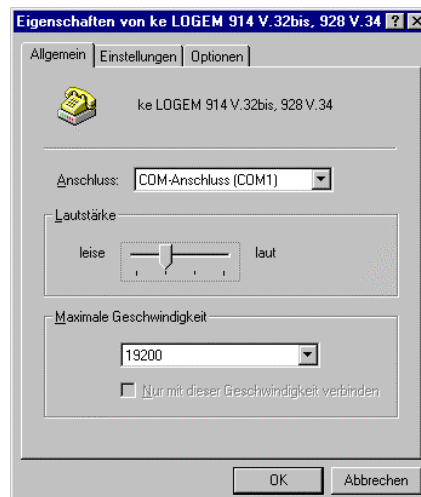 Eigenschaften von ke LOGEM 914 V.32bis, 928 V.34
Allgemein Einstellungen Optionen
ke LOGEM 914 V.32bis, 928 V.34
Anschluss: COM-Anschluss (COM1)
Lautstärke
leise laut
Maximale Geschwindigkeit
19200
Nur mit dieser Geschwindigkeit verbinden
OK Abbrechen